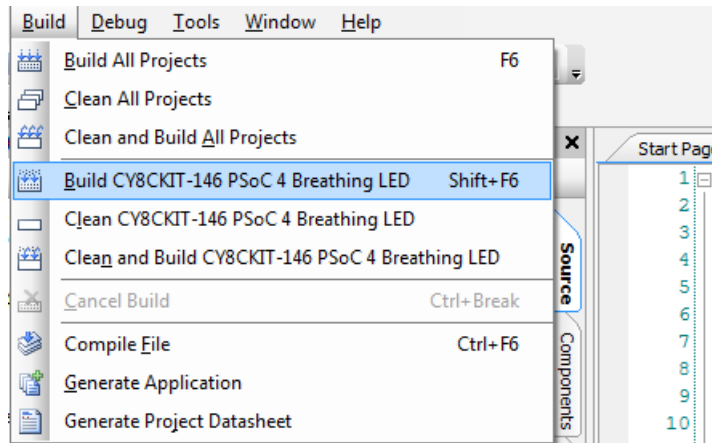 Build Debug Tools Window Help
Build All Projects F6
Clean All Projects
Clean and Build All Projects
Build CY8CKIT-146 PSoC 4 Breathing LED Shift+F6
Clean CY8CKIT-146 PSoC 4 Breathing LED
Clean and Build CY8CKIT-146 PSoC 4 Breathing LED
Cancel Build Ctrl+Break
Compile File Ctrl+F6
Generate Application
Generate Project Datasheet
Source
Components
Start Pag
1
2
3
4
5
6
7
8
9
10